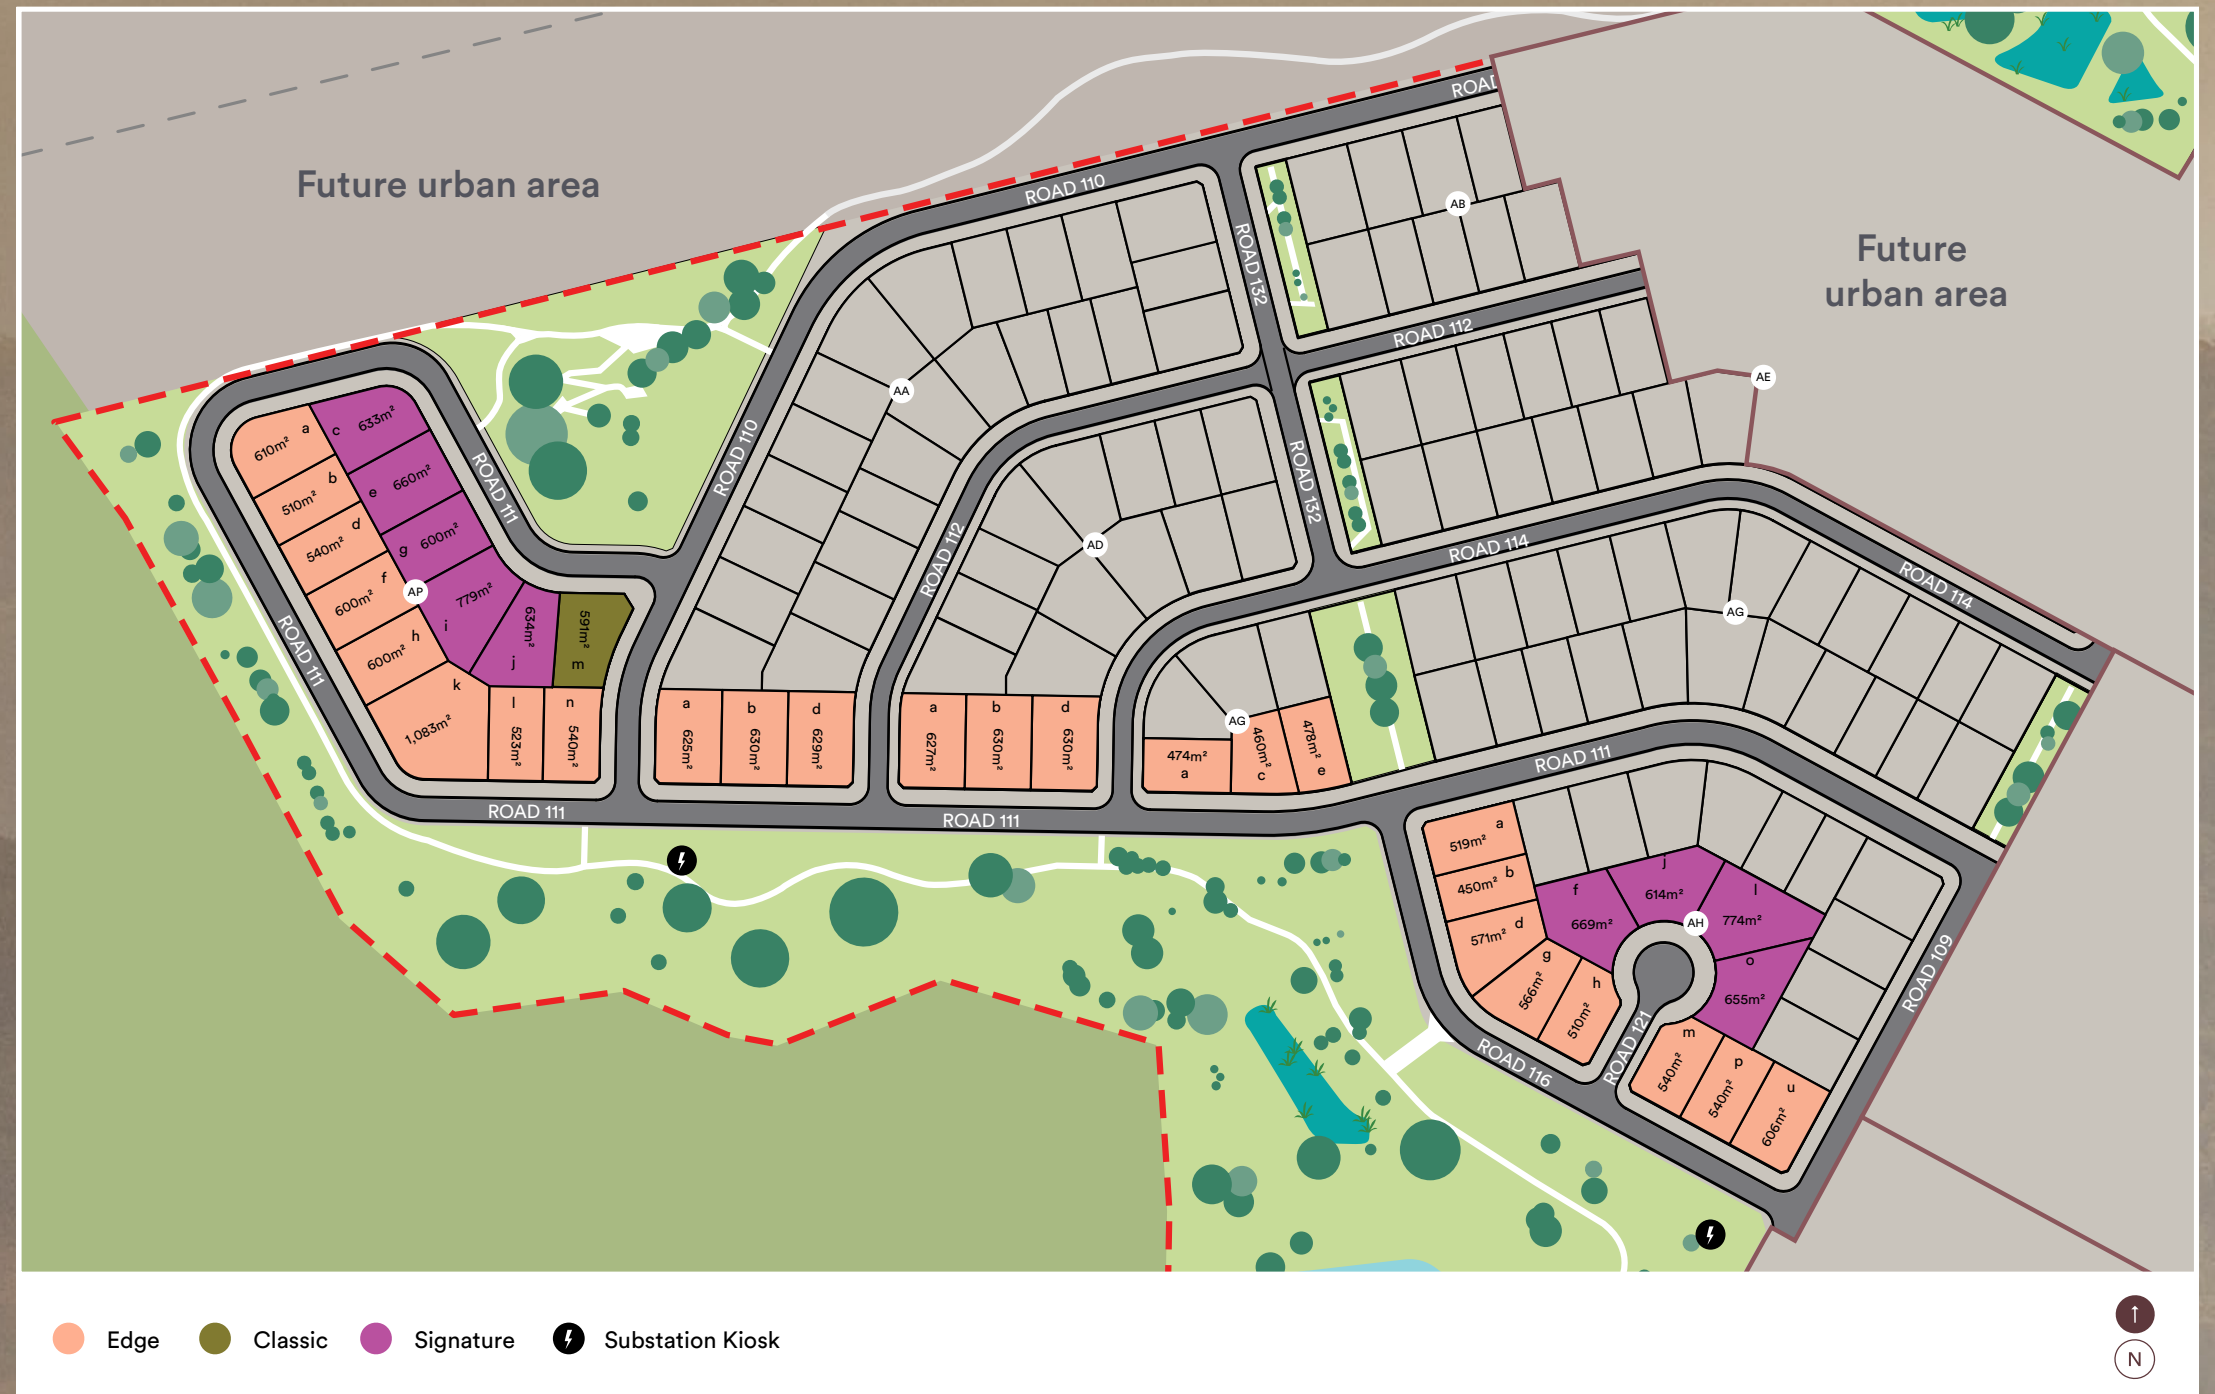 Future urban area
Future
urban area
ROAD
ROAD 110
ROAD 132
AB
ROAD 112
AE
AA
ROAD 110
ROAD 111
ROAD 132
ROAD 112
AD
ROAD 114
ROAD 114
AG
ROAD 111
a
610m²
c
633m²
b
510m²
e
660m²
d
540m²
g
600m²
f
600m²
AP
i
779m²
h
600m²
j
634m²
m
591m²
k
1,083m²
l
523m²
n
540m²
a
625m²
b
630m²
d
629m²
a
627m²
b
630m²
d
630m²
AG
474m²
a
460m²
c
478m²
e
ROAD 111
ROAD 111
ROAD 111
a
519m²
b
450m²
d
571m²
f
669m²
j
614m²
l
774m²
AH
o
655m²
g
566m²
h
510m²
m
540m²
p
540m²
u
606m²
ROAD 121
ROAD 116
ROAD 109
Edge
Classic
Signature
Substation Kiosk
N